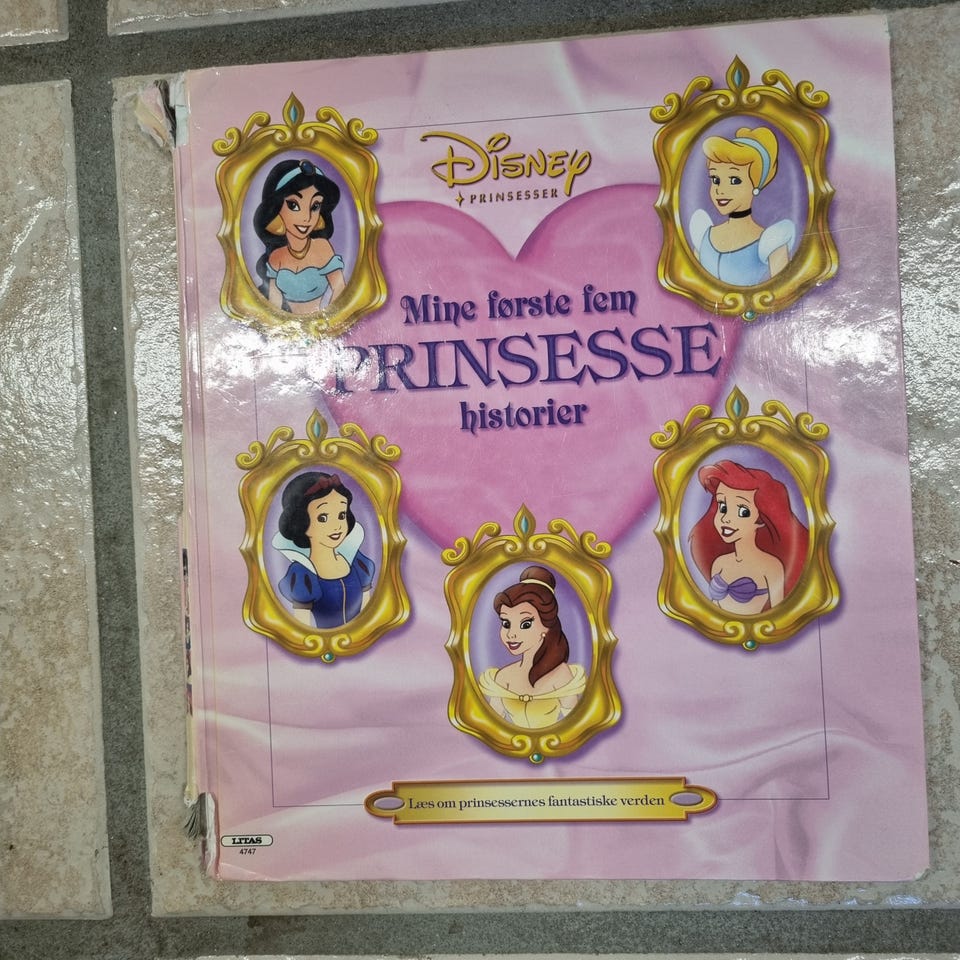 Disney
PRINSESSER
Mine første fem
PRINSESSE
historier
Læs om prinsessernes fantastiske verden
LITAS
4747